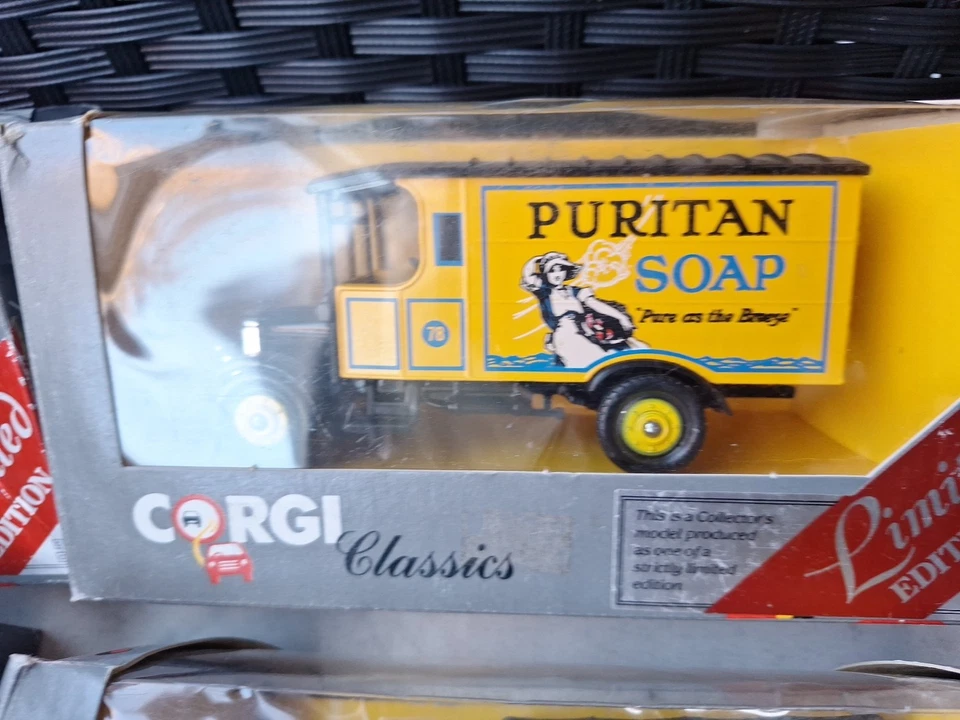 PURITAN
SOAP
"Pure as the Breeze"
78
CORGI
Classics
This is a Collector's
model produced
as one of a
strictly limited
edition
EDITION